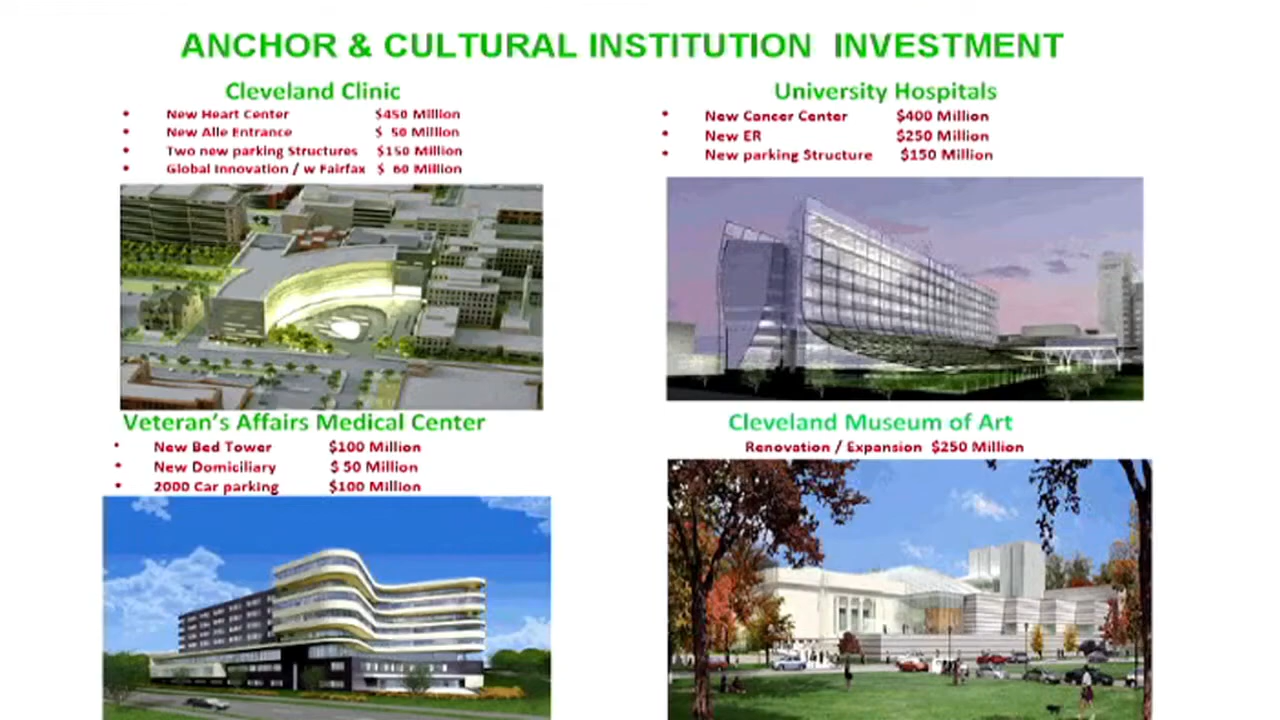 ANCHOR & CULTURAL INSTITUTION INVESTMENT
Cleveland Clinic
• New Heart Center $450 Million
• New Alle Entrance $ 50 Million
• Two new parking Structures $150 Million
• Global Innovation / w Fairfax $ 60 Million
University Hospitals
• New Cancer Center $400 Million
• New ER $250 Million
• New parking Structure $150 Million
Veteran’s Affairs Medical Center
• New Bed Tower $100 Million
• New Domiciliary $ 50 Million
• 2000 Car parking $100 Million
Cleveland Museum of Art
Renovation / Expansion $250 Million